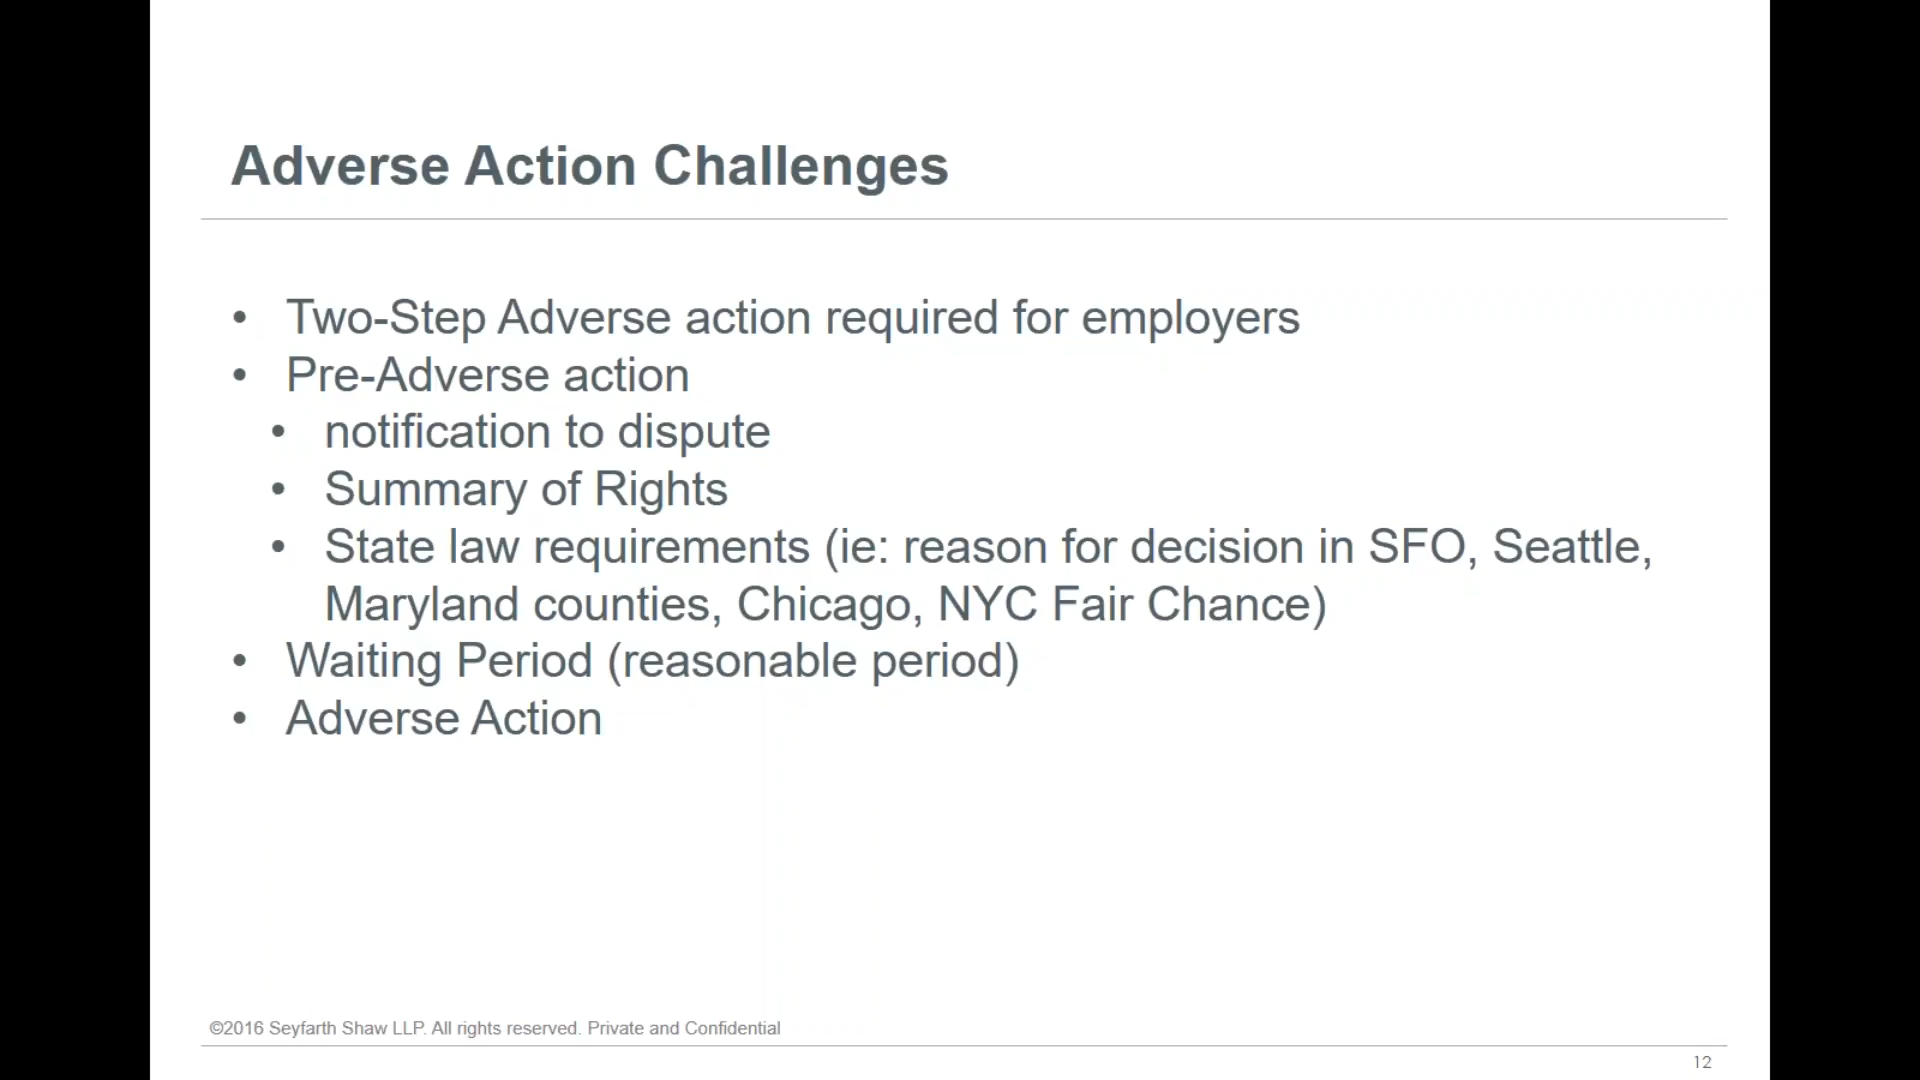 Adverse Action Challenges
• Two-Step Adverse action required for employers
• Pre-Adverse action
• notification to dispute
• Summary of Rights
• State law requirements (ie: reason for decision in SFO, Seattle,
Maryland counties, Chicago, NYC Fair Chance)
• Waiting Period (reasonable period)
• Adverse Action
©2016 Seyfarth Shaw LLP. All rights reserved. Private and Confidential
12